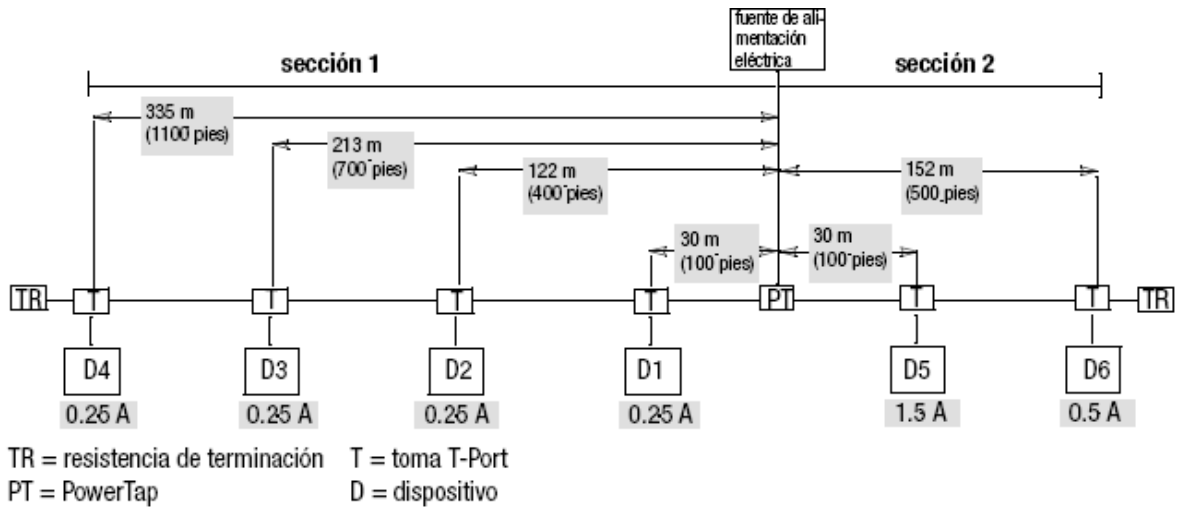 fuente de ali-
mentación
eléctrica
sección 1
sección 2
335 m
(1100 pies)
213 m
(700 pies)
122 m
(400 pies)
152 m
(500 pies)
30 m
(100 pies)
30 m
(100 pies)
TR T T T T PT T T TR
D4 D3 D2 D1 D5 D6
0.25 A 0.25 A 0.25 A 0.25 A 1.5 A 0.5 A
TR = resistencia de terminación T = toma T-Port
PT = PowerTap D = dispositivo